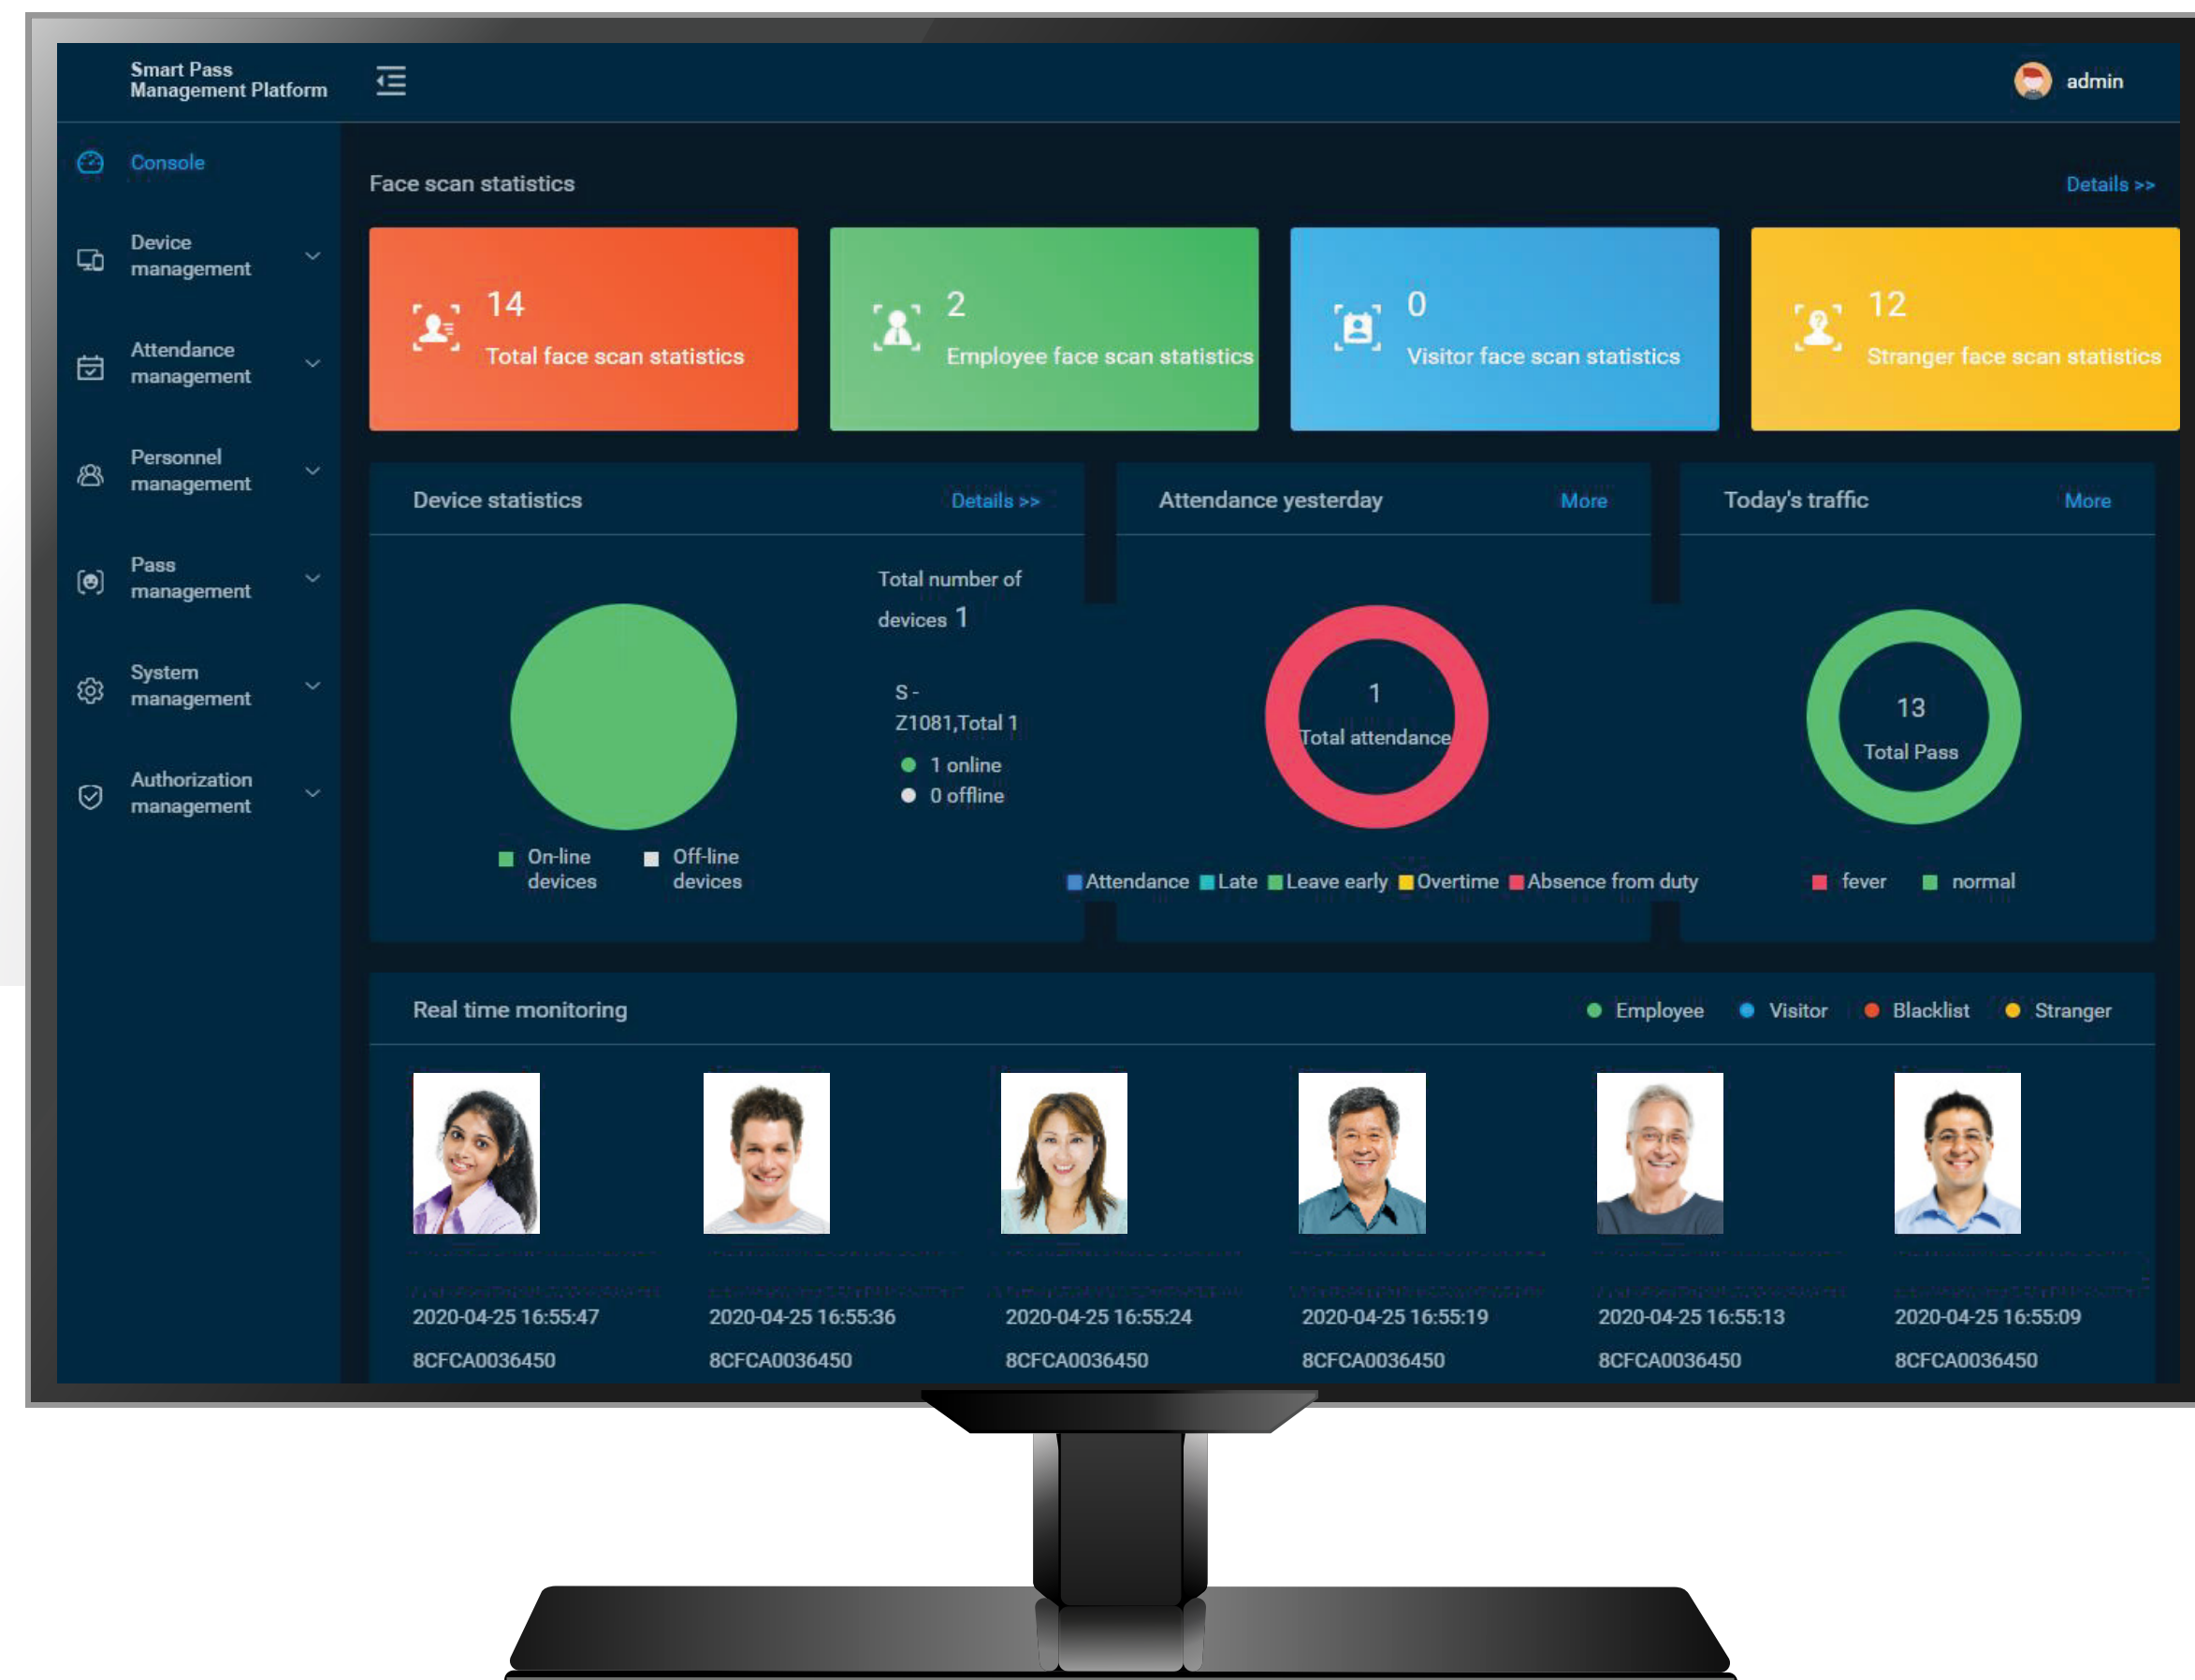 Smart Pass
Management Platform
admin
Console
Device
management
Attendance
management
Personnel
management
Pass
management
System
management
Authorization
management
Face scan statistics
Details >>
14
Total face scan statistics
2
Employee face scan statistics
0
Visitor face scan statistics
12
Stranger face scan statistics
Device statistics
Details >>
Total number of
devices 1
S -
Z1081,Total 1
1 online
0 offline
On-line
devices
Off-line
devices
Attendance yesterday
More
1
Total attendance
Attendance Late Leave early Overtime Absence from duty
Today's traffic
More
13
Total Pass
fever normal
Real time monitoring
Employee Visitor Blacklist Stranger
2020-04-25 16:55:47
8CFCA0036450
2020-04-25 16:55:36
8CFCA0036450
2020-04-25 16:55:24
8CFCA0036450
2020-04-25 16:55:19
8CFCA0036450
2020-04-25 16:55:13
8CFCA0036450
2020-04-25 16:55:09
8CFCA0036450